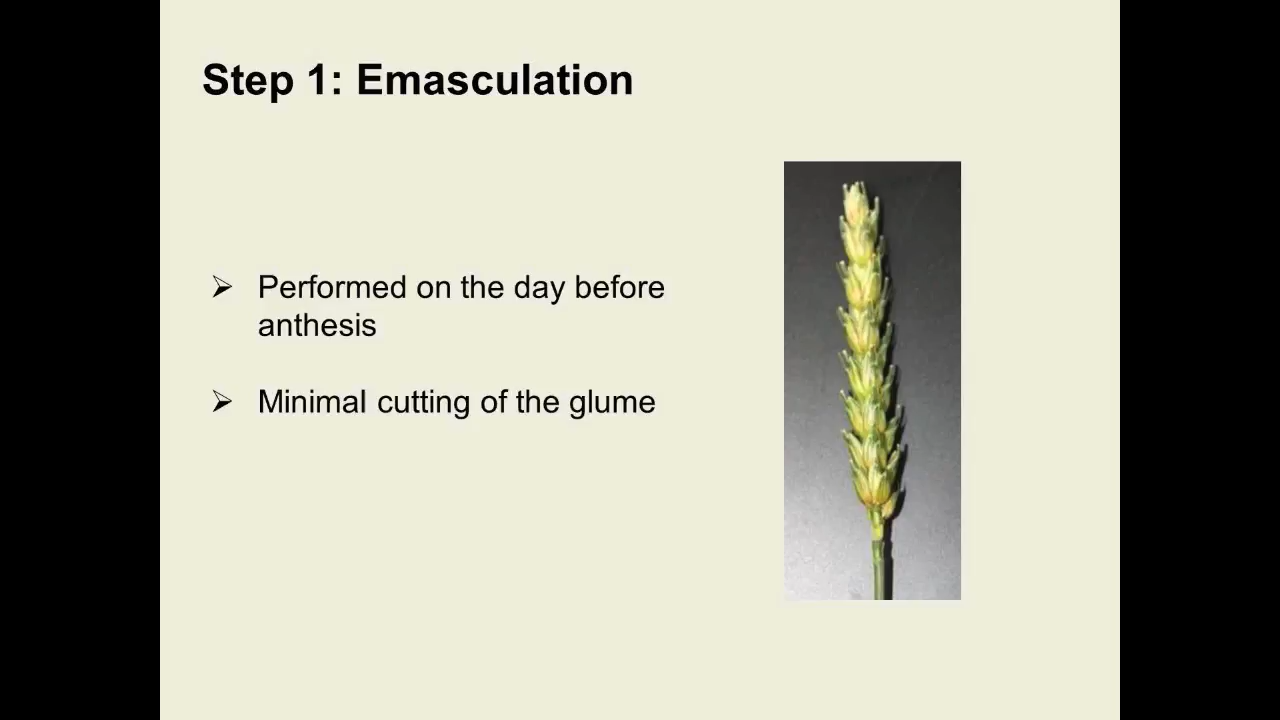 Step 1: Emasculation
➢ Performed on the day before
anthesis
➢ Minimal cutting of the glume